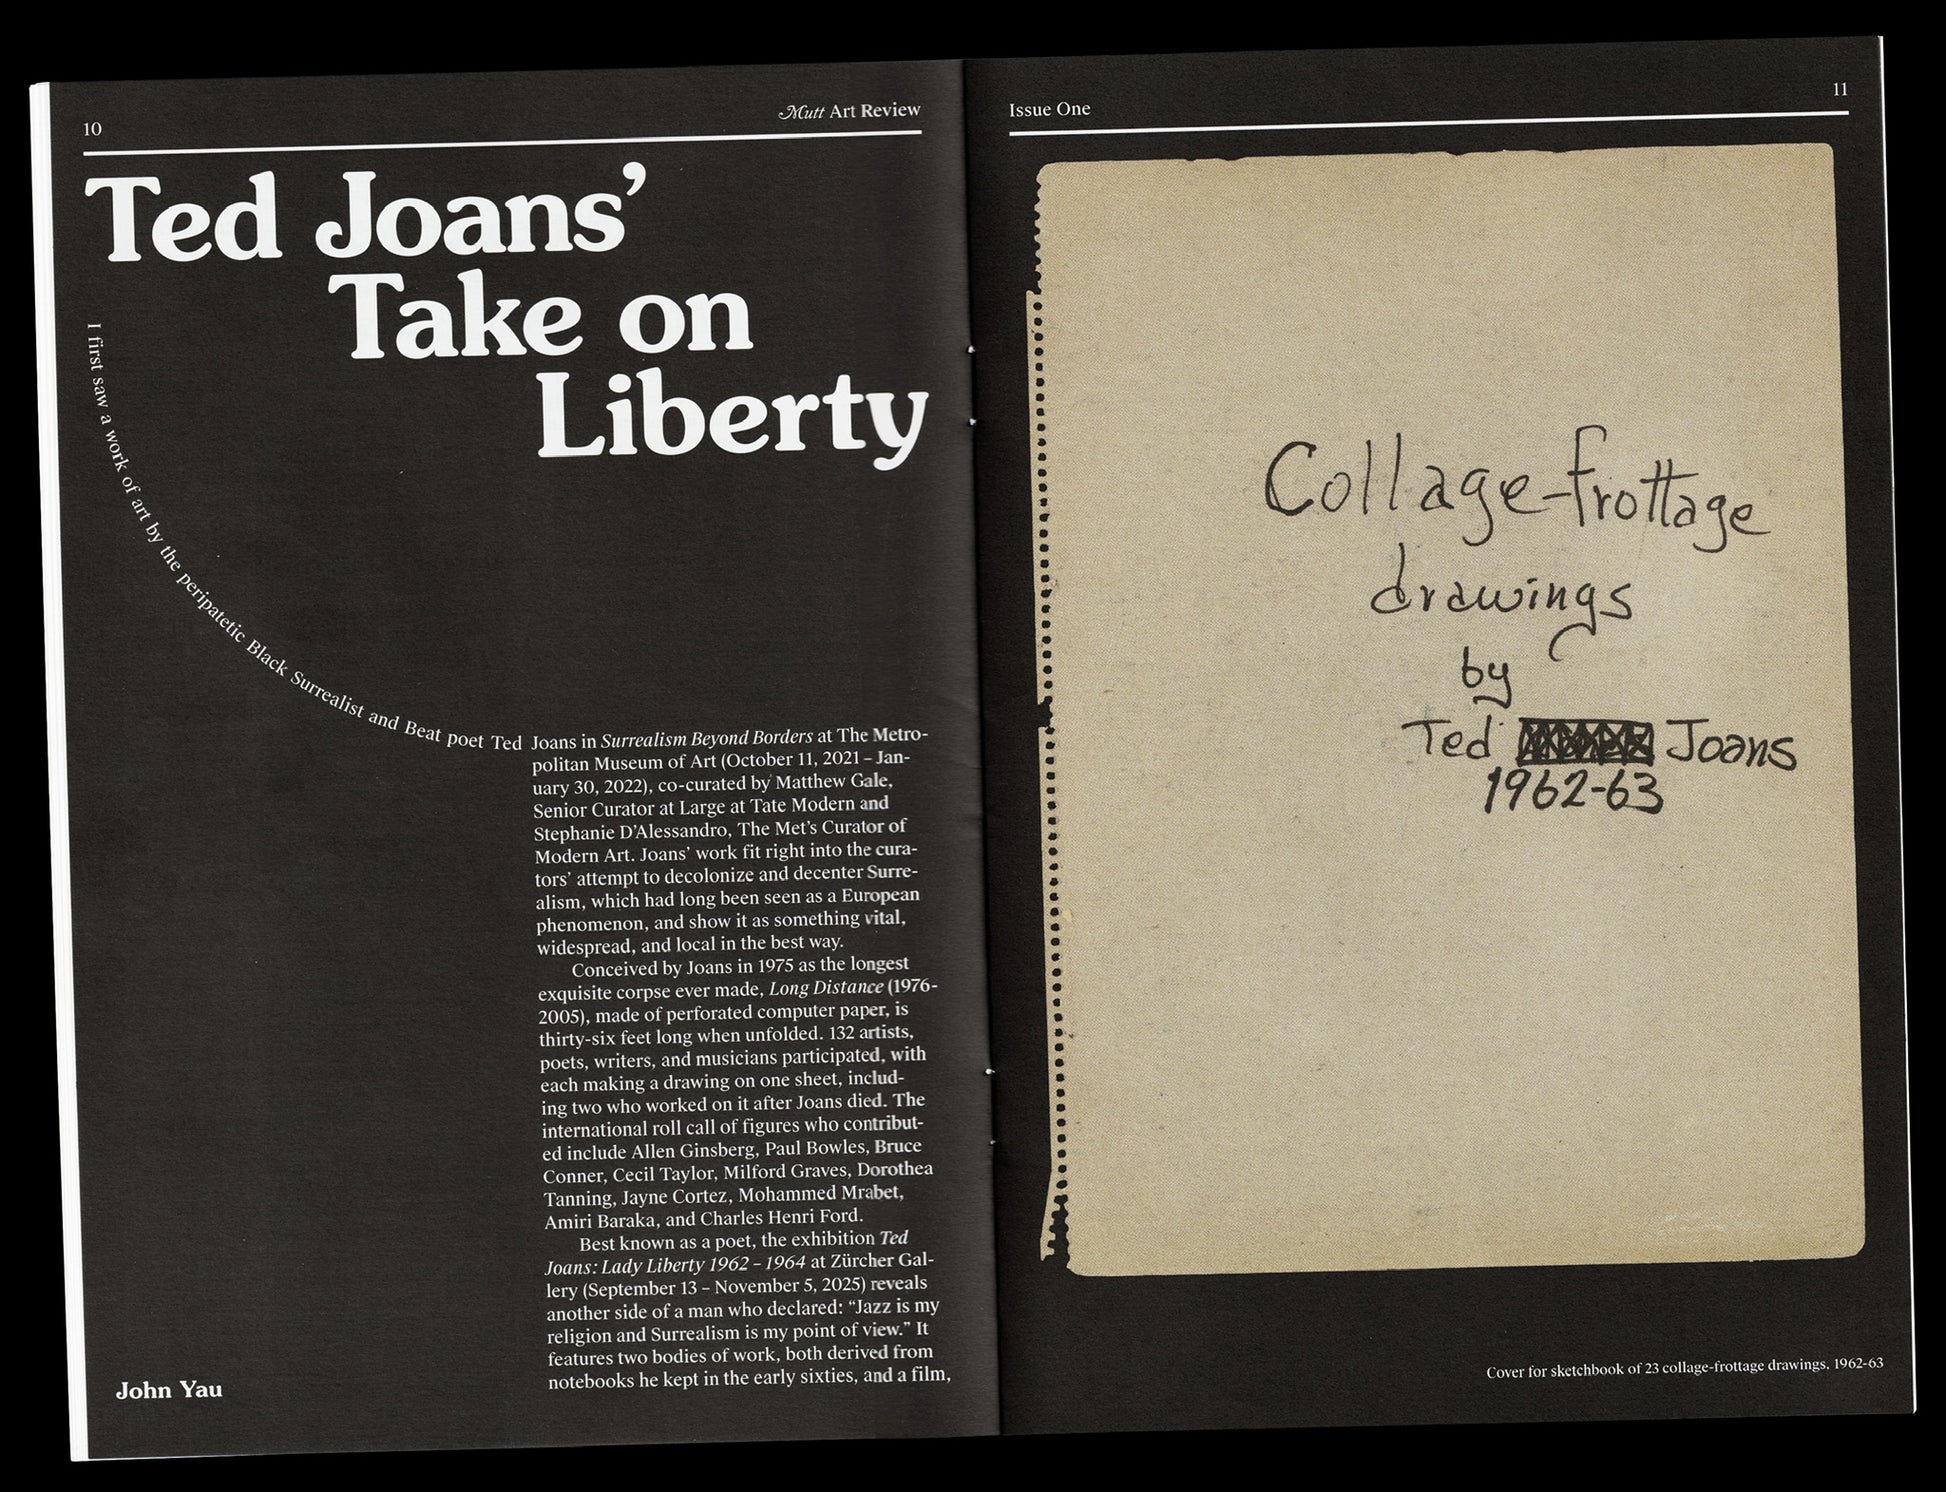 10
Mutt Art Review
Ted Joans’
Take on
Liberty
I first saw a work of art by the peripatetic Black Surrealist and Beat poet Ted Joans in Surrealism Beyond Borders at The Metro-
politan Museum of Art (October 11, 2021 – Jan-
uary 30, 2022), co-curated by Matthew Gale,
Senior Curator at Large at Tate Modern and
Stephanie D’Alessandro, The Met’s Curator of
Modern Art. Joans’ work fit right into the cura-
tors’ attempt to decolonize and decenter Surre-
alism, which had long been seen as a European
phenomenon, and show it as something vital,
widespread, and local in the best way.
Conceived by Joans in 1975 as the longest
exquisite corpse ever made, Long Distance (1976-
2005), made of perforated computer paper, is
thirty-six feet long when unfolded. 132 artists,
poets, writers, and musicians participated, with
each making a drawing on one sheet, includ-
ing two who worked on it after Joans died. The
international roll call of figures who contribut-
ed include Allen Ginsberg, Paul Bowles, Bruce
Conner, Cecil Taylor, Milford Graves, Dorothea
Tanning, Jayne Cortez, Mohammed Mrabet,
Amiri Baraka, and Charles Henri Ford.
Best known as a poet, the exhibition Ted
Joans: Lady Liberty 1962 – 1964 at Zürcher Gal-
lery (September 13 – November 5, 2025) reveals
another side of a man who declared: “Jazz is my
religion and Surrealism is my point of view.” It
features two bodies of work, both derived from
notebooks he kept in the early sixties, and a film,
John Yau
Issue One
11
Collage-frottage
drawings
by
Ted Joans
1962-63
Cover for sketchbook of 23 collage-frottage drawings. 1962-63